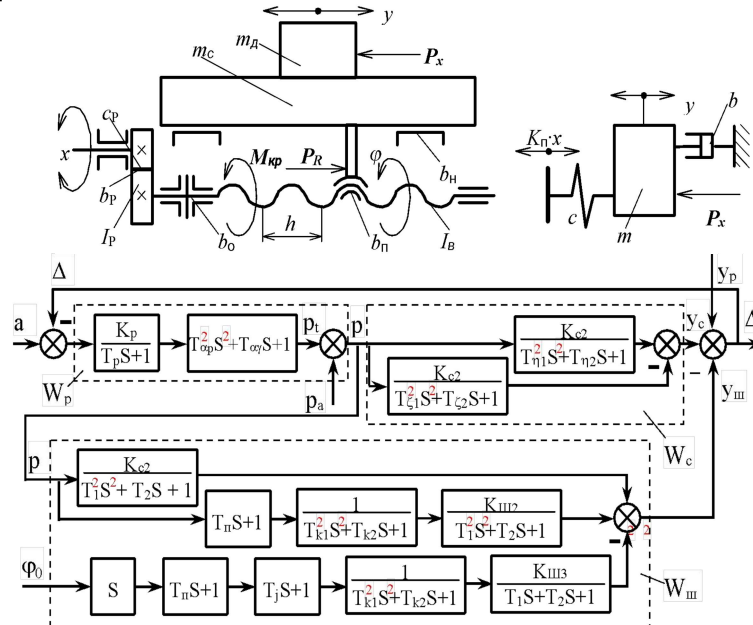 y
m_Д
P_x
m_c
c_P
x
M_кр
P_R
φ
b_Н
b_P
I_P
b_о
h
b_П
I_в
y
b
K_П·x
c
m
P_x
Δ
y_p
a
K_p
T_pS+1
T²_αpS²+T_αγS+1
p_t
p
p_a
W_p
K_c2
T²_η1S²+T_η2S+1
K_c2
T²_ζ1S²+T_ζ2S+1
y_c
Δ
y_Ш
W_c
p
K_c2
T²_1S²+T_2S+1
T_пS+1
1
T²_k1S²+T_k2S+1
K_Ш2
T²_1S²+T_2S+1
2 2
φ_0
S
T_пS+1
T_jS+1
1
T²_k1S²+T_k2S+1
K_Ш3
T_1S+T_2S+1
W_Ш